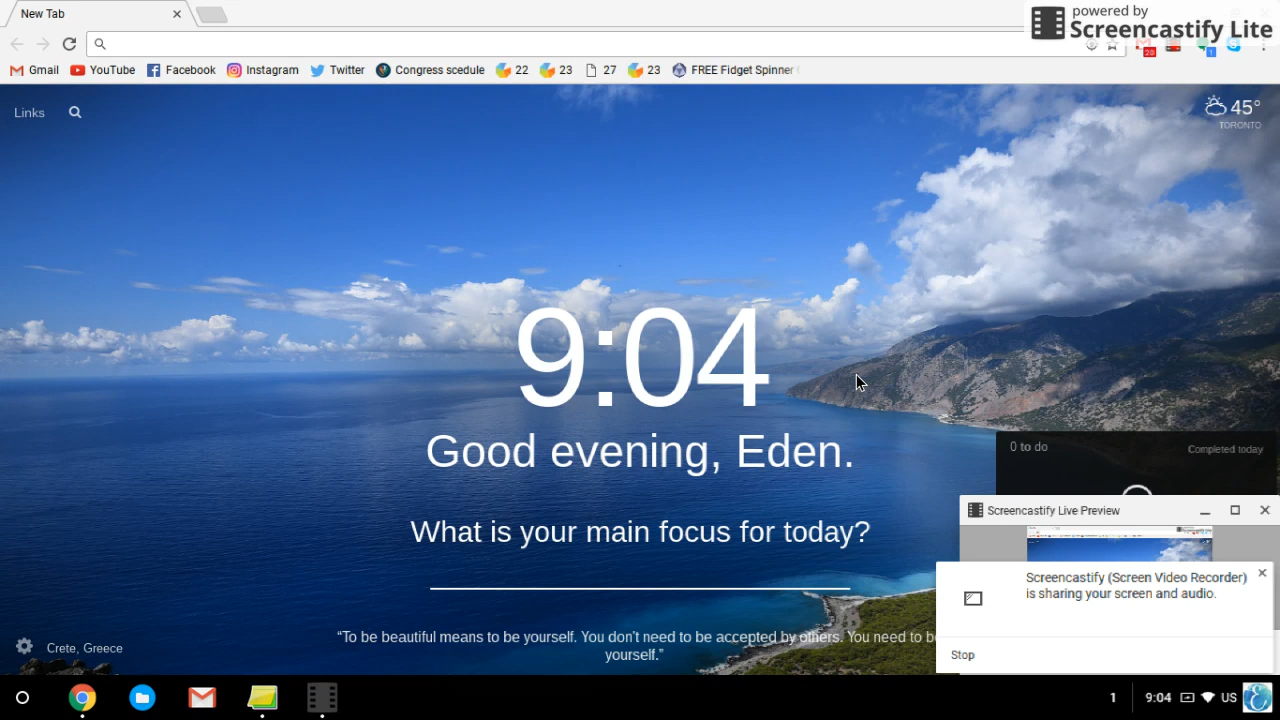 New Tab
powered by
Screencastify Lite
20
1
Gmail
YouTube
Facebook
Instagram
Twitter
Congress scedule
22
23
27
23
FREE Fidget Spinner
Links
45°
TORONTO
9:04
Good evening, Eden.
What is your main focus for today?
0 to do
Completed today
Screencastify Live Preview
Screencastify (Screen Video Recorder)
is sharing your screen and audio.
Stop
“To be beautiful means to be yourself. You don't need to be accepted by others. You need to be
yourself.”
Crete, Greece
1
9:04
US